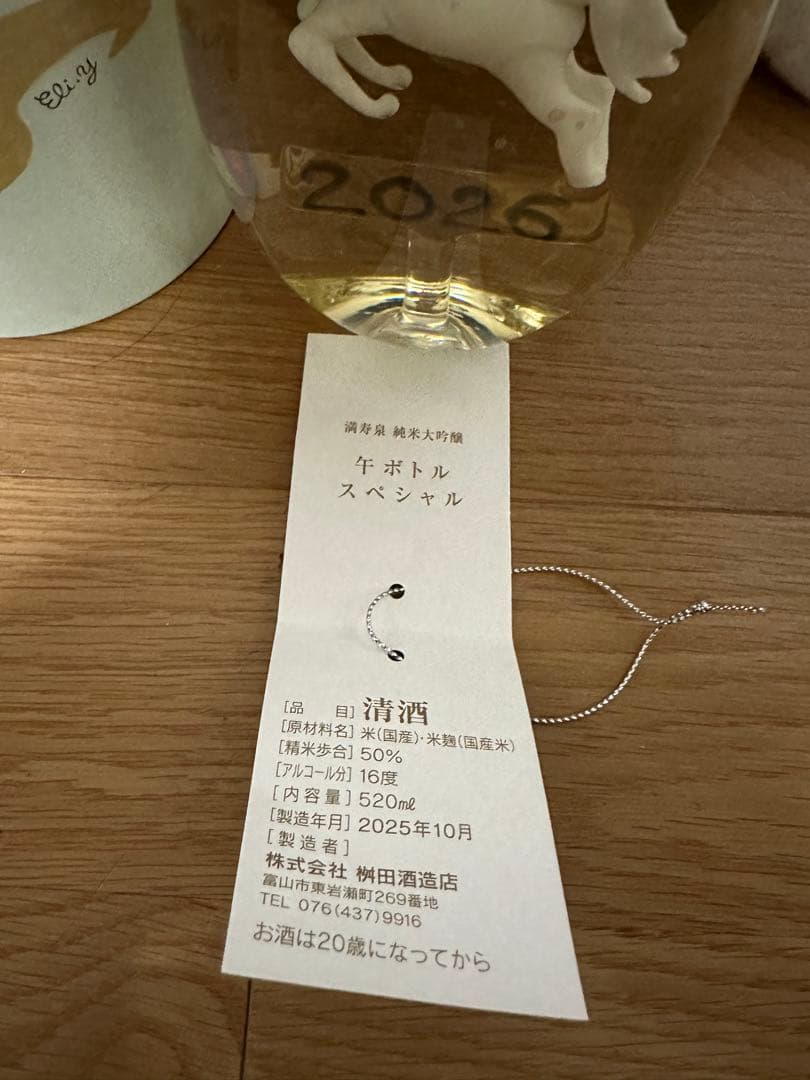 Eli.y
2026
満寿泉 純米大吟醸
午ボトル
スペシャル
[品　目] 清酒
[原材料名] 米(国産)・米麹(国産米)
[精米歩合] 50%
[アルコール分] 16度
[内容量] 520㎖
[製造年月] 2025年10月
[製造者]
株式会社 桝田酒造店
富山市東岩瀬町269番地
TEL 076(437)9916
お酒は20歳になってから